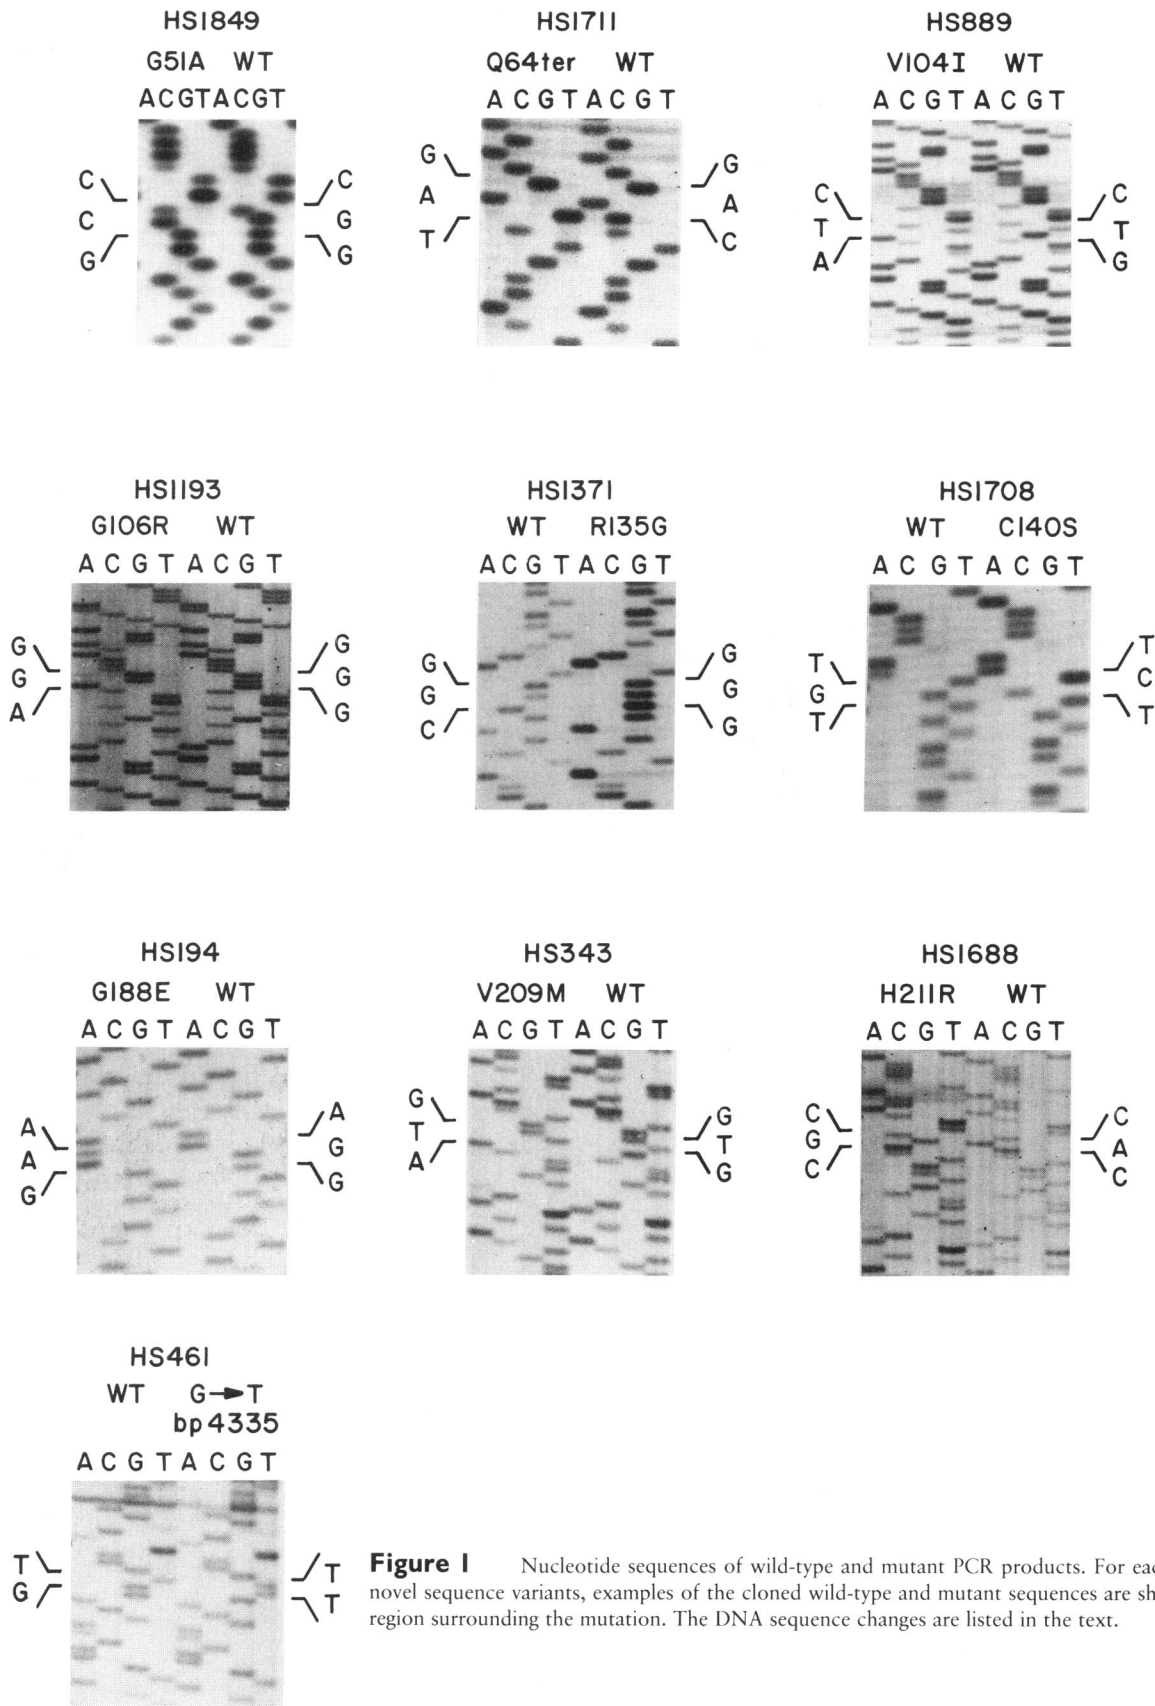 HS1849
G51A WT
ACGTACGT
C
C
G
C
G
G
HS1711
Q64ter WT
A C G T A C G T
G
A
T
G
A
C
HS889
V104I WT
A C G T A C G T
C
T
A
C
T
G
HS1193
G106R WT
A C G T A C G T
G
G
A
G
G
G
HS1371
WT R135G
A C G T A C G T
G
G
C
G
G
G
HS1708
WT C140S
A C G T A C G T
T
G
T
T
C
T
HS194
G188E WT
A C G T A C G T
A
A
G
A
G
G
HS343
V209M WT
A C G T A C G T
G
T
A
G
T
G
HS1688
H211R WT
A C G T A C G T
C
G
C
C
A
C
HS461
WT G→T
bp 4335
A C G T A C G T
T
G
T
T
Figure 1 Nucleotide sequences of wild-type and mutant PCR products. For eac
novel sequence variants, examples of the cloned wild-type and mutant sequences are sh
region surrounding the mutation. The DNA sequence changes are listed in the text.